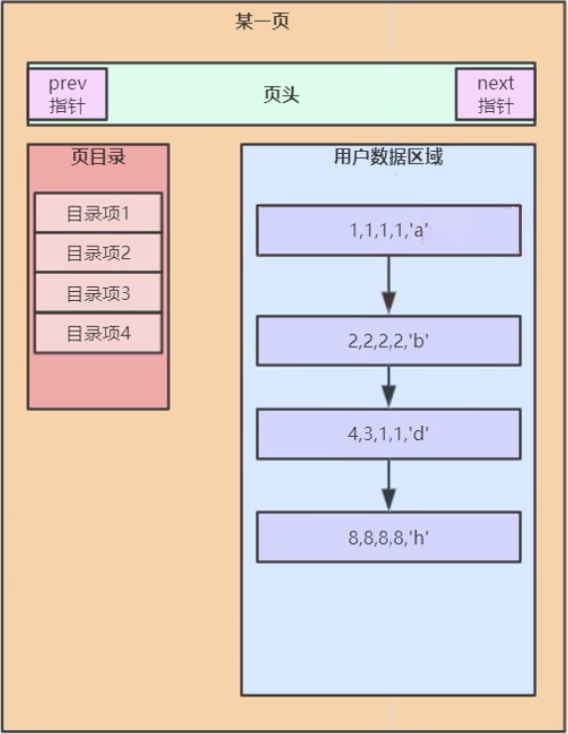 某一页
prev
指针
页头
next
指针
页目录
目录项1
目录项2
目录项3
目录项4
用户数据区域
1,1,1,1,'a'
2,2,2,2,'b'
4,3,1,1,'d'
8,8,8,8,'h'